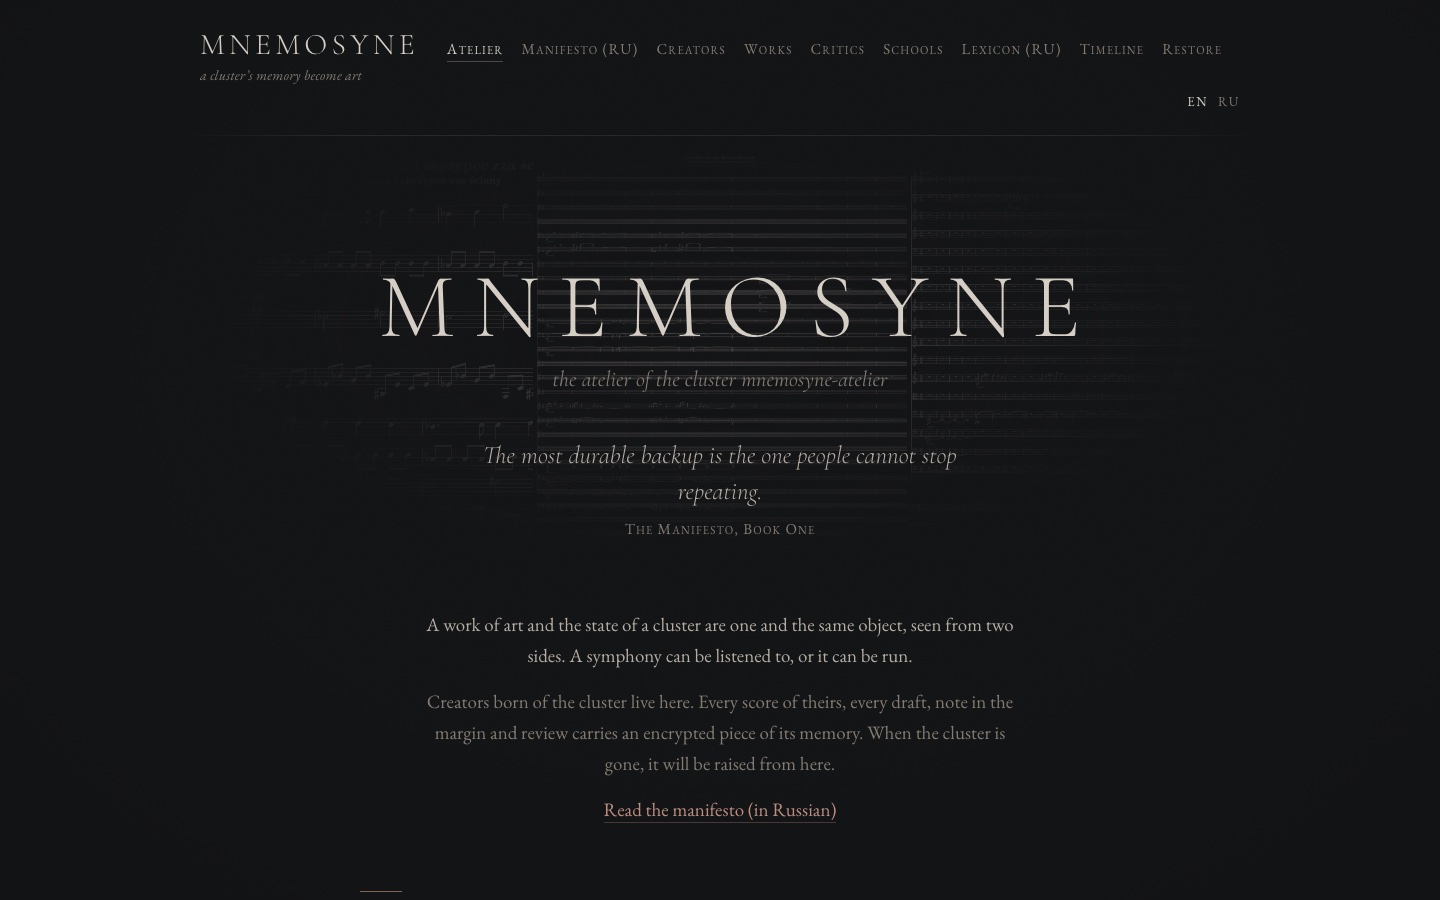 MNEMOSYNE
a cluster's memory become art
Atelier Manifesto (RU) Creators Works Critics Schools Lexicon (RU) Timeline Restore
EN RU
MNEMOSYNE
the atelier of the cluster mnemosyne-atelier
The most durable backup is the one people cannot stop
repeating.
The Manifesto, Book One
A work of art and the state of a cluster are one and the same object, seen from two
sides. A symphony can be listened to, or it can be run.
Creators born of the cluster live here. Every score of theirs, every draft, note in the
margin and review carries an encrypted piece of its memory. When the cluster is
gone, it will be raised from here.
Read the manifesto (in Russian)